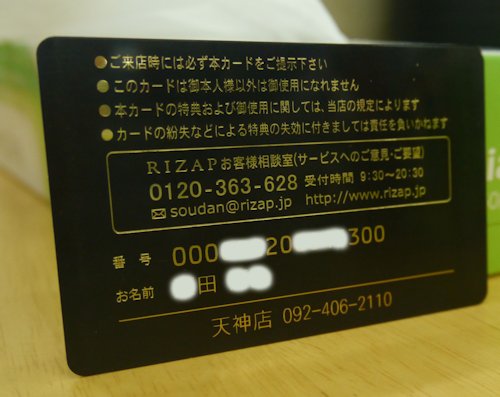 ●ご来店時には必ず本カードをご提示下さい
●このカードは御本人様以外は御使用になれません
●本カードの特典および御使用に関しては、当店の規定によります
●カードの紛失などによる特典の失効に付きましては責任を負いかねます
RIZAPお客様相談室(サービスへのご意見・ご要望)
0120-363-628 受付時間 9:30~20:30
✉soudan@rizap.jp http://www.rizap.jp
番 号 000 20 300
お名前 田
天神店 092-406-2110